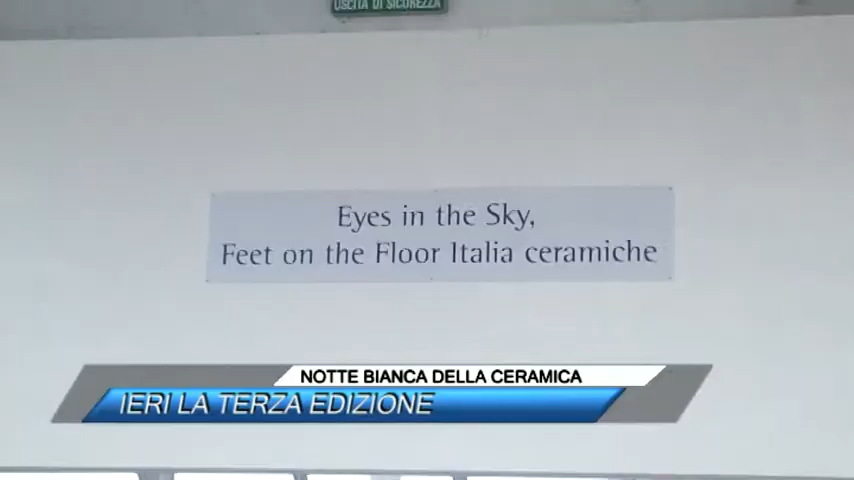 USCITA DI SICUREZZA
Eyes in the Sky,
Feet on the Floor Italia ceramiche
NOTTE BIANCA DELLA CERAMICA
IERI LA TERZA EDIZIONE